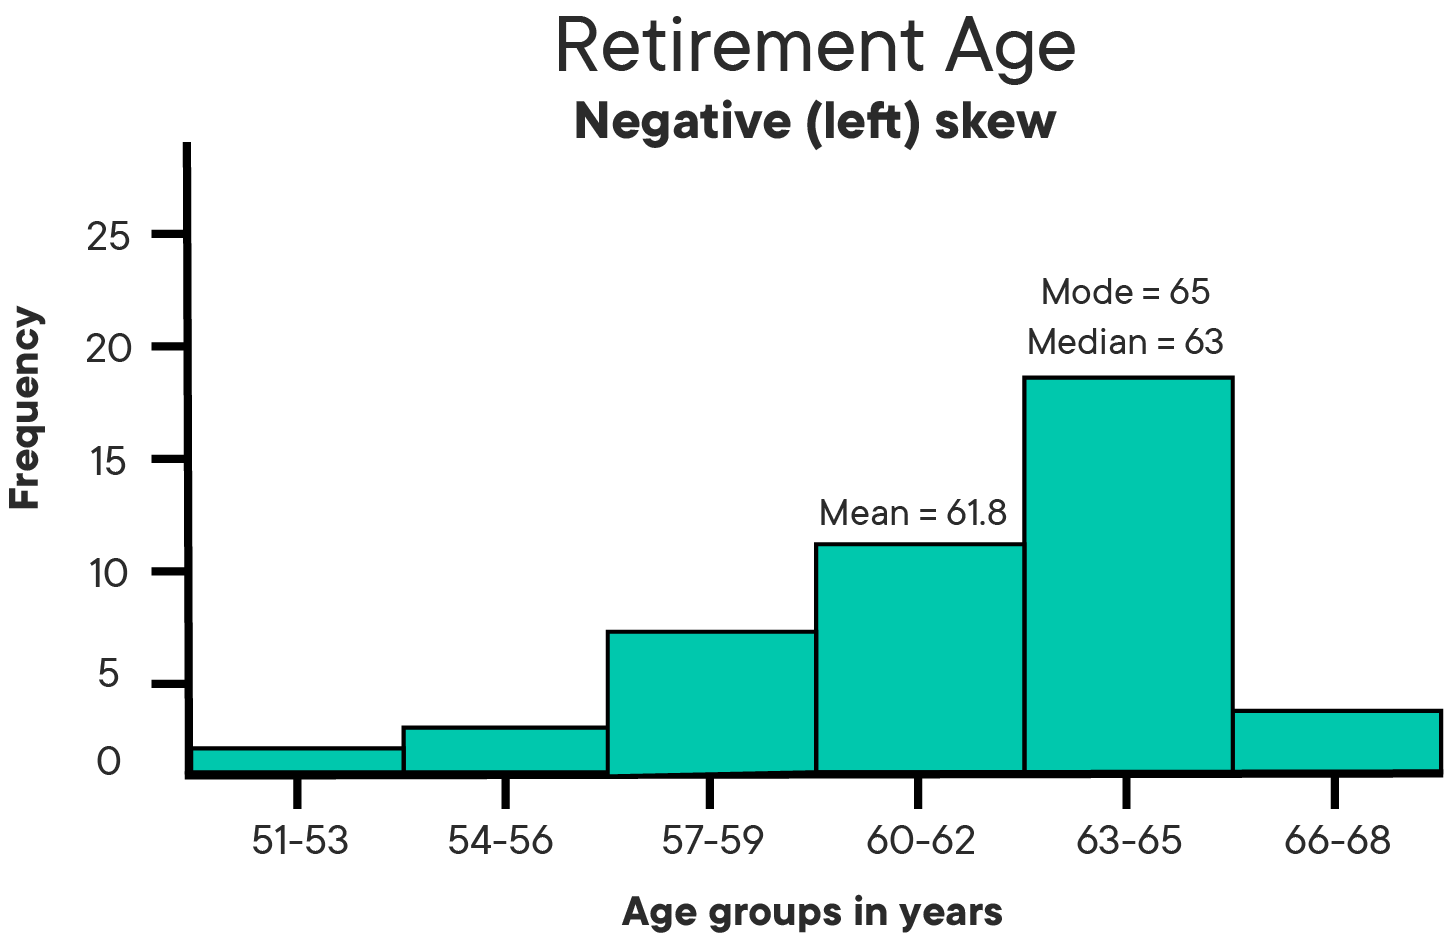 Retirement Age
Negative (left) skew
Frequency
25
20
15
10
5
0
Mode = 65
Median = 63
Mean = 61.8
51-53 54-56 57-59 60-62 63-65 66-68
Age groups in years